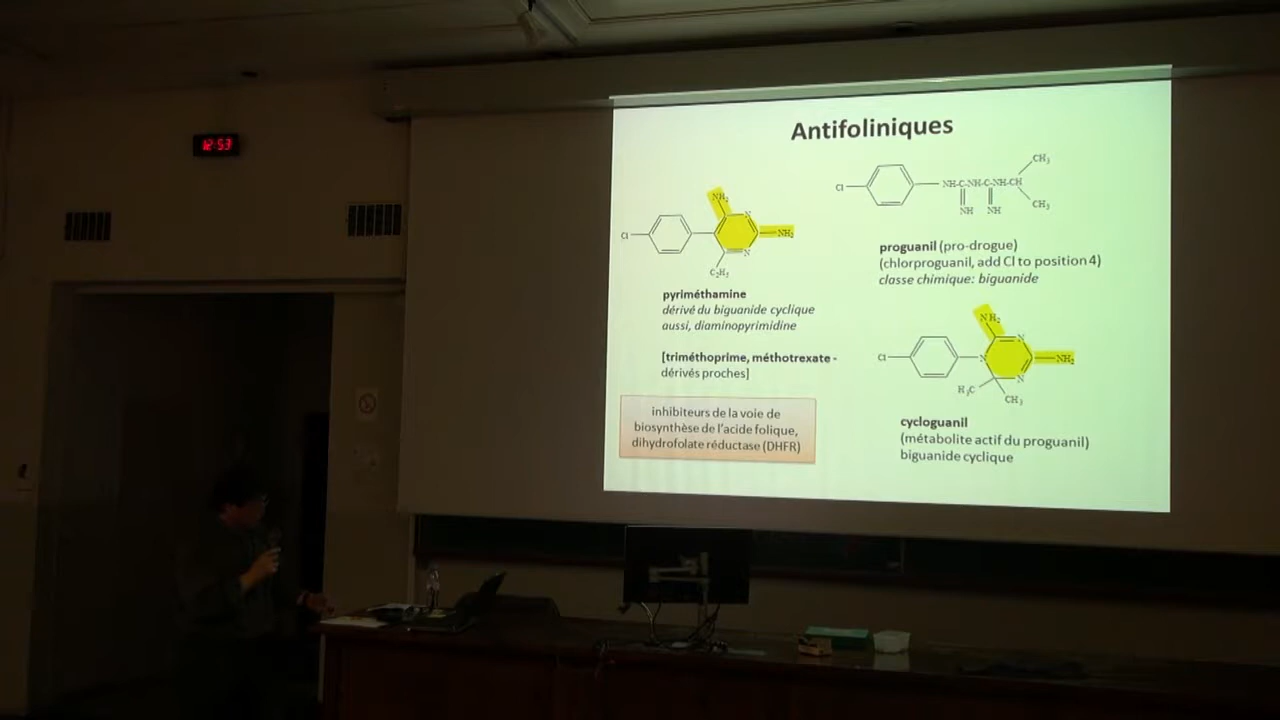 12:53
Antifoliniques
NH2
N
NH2
Cl
N
C2H5
pyriméthamine
dérivé du biguanide cyclique
aussi, diaminopyrimidine
[triméthoprime, méthotrexate -
dérivés proches]
inhibiteurs de la voie de
biosynthèse de l'acide folique,
dihydrofolate réductase (DHFR)
CH3
Cl
NH-C-NH-C-NH-CH
NH NH
CH3
proguanil (pro-drogue)
(chlorproguanil, add Cl to position 4)
classe chimique: biguanide
NH2
N
Cl
N
NH2
N
H3C
CH3
cycloguanil
(métabolite actif du proguanil)
biguanide cyclique